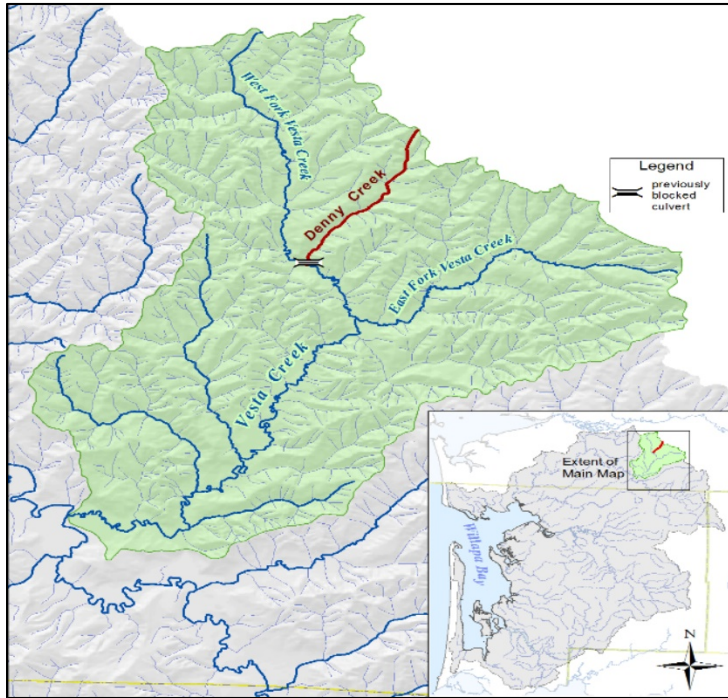 West Fork Vesta Creek
Denny Creek
East Fork Vesta Creek
Vesta Creek
Legend
previously
blocked
culvert
Extent of
Main Map
Willapa Bay
N